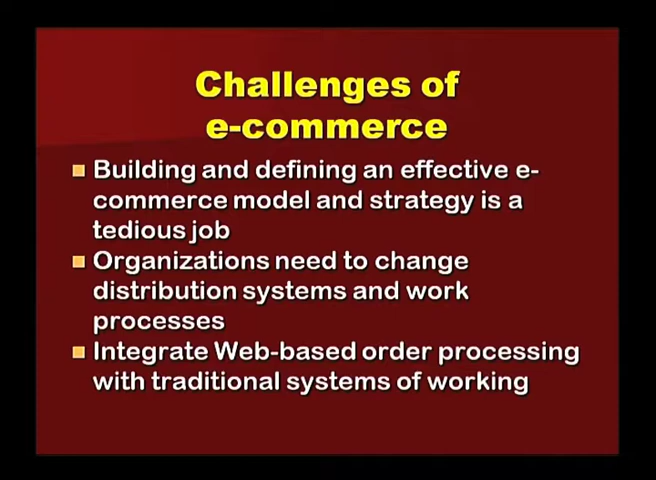 Challenges of
e-commerce
Building and defining an effective e-
commerce model and strategy is a
tedious job
Organizations need to change
distribution systems and work
processes
Integrate Web-based order processing
with traditional systems of working